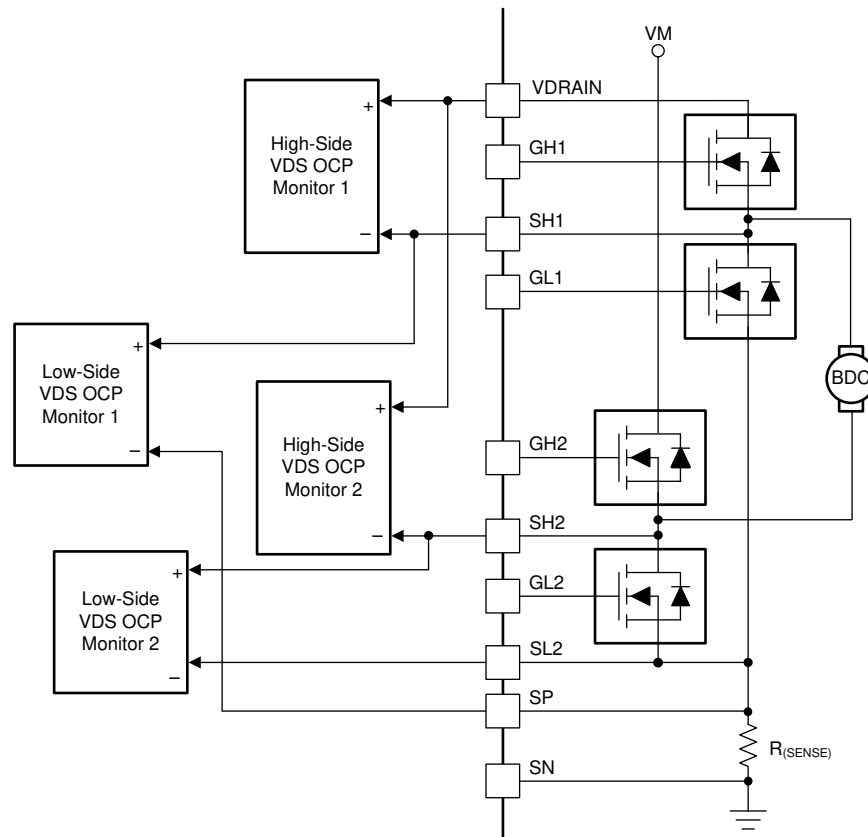 VM
VDRAIN
+
High-Side
VDS OCP
Monitor 1
−
GH1
SH1
GL1
+
Low-Side
VDS OCP
Monitor 1
−
BDC
+
High-Side
VDS OCP
Monitor 2
−
GH2
SH2
+
Low-Side
VDS OCP
Monitor 2
−
GL2
SL2
SP
R(SENSE)
SN